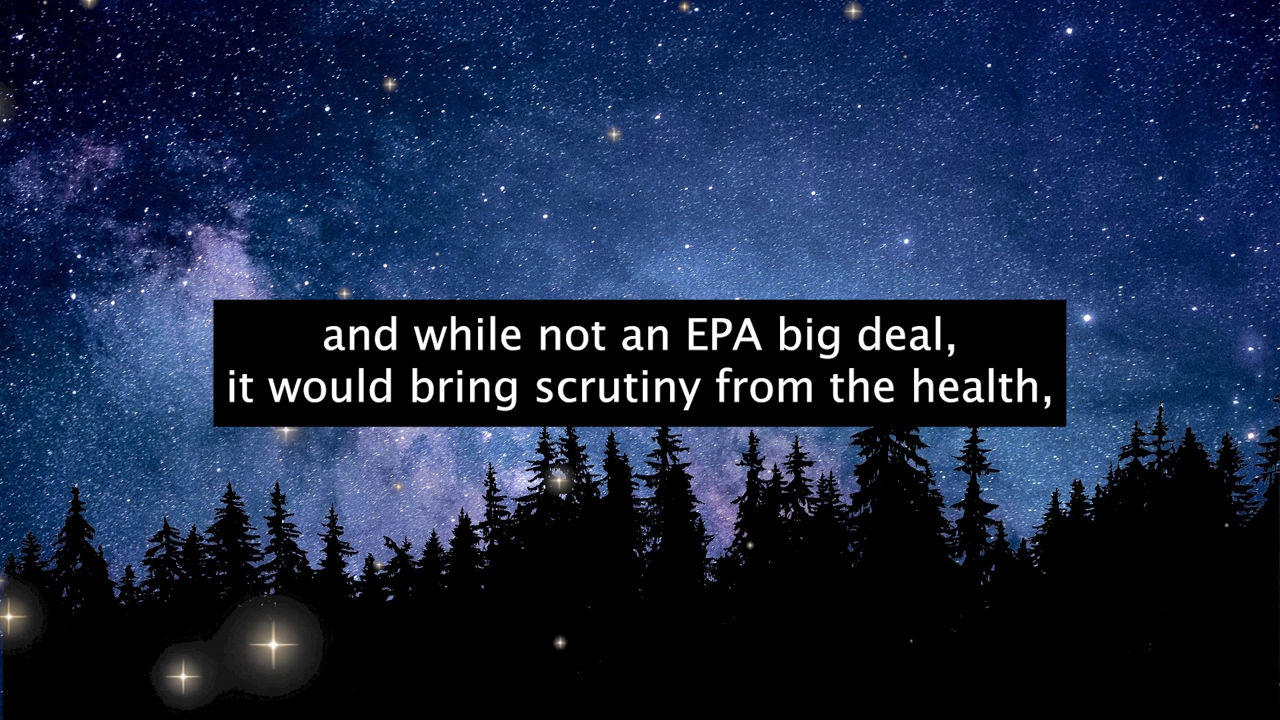 and while not an EPA big deal,
it would bring scrutiny from the health,